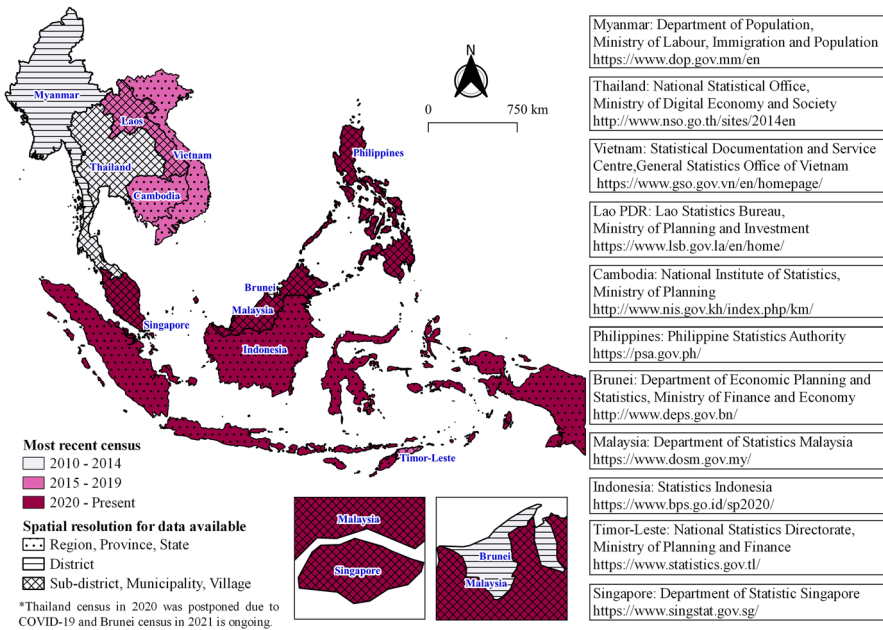 N
0 750 km
Myanmar
Laos
Thailand
Vietnam
Cambodia
Philippines
Brunei
Malaysia
Singapore
Indonesia
Timor-Leste
Most recent census
2010 - 2014
2015 - 2019
2020 - Present
Spatial resolution for data available
Region, Province, State
District
Sub-district, Municipality, Village
*Thailand census in 2020 was postponed due to
COVID-19 and Brunei census in 2021 is ongoing.
Malaysia
Singapore
Brunei
Malaysia
Myanmar: Department of Population,
Ministry of Labour, Immigration and Population
https://www.dop.gov.mm/en
Thailand: National Statistical Office,
Ministry of Digital Economy and Society
http://www.nso.go.th/sites/2014en
Vietnam: Statistical Documentation and Service
Centre,General Statistics Office of Vietnam
https://www.gso.gov.vn/en/homepage/
Lao PDR: Lao Statistics Bureau,
Ministry of Planning and Investment
https://www.lsb.gov.la/en/home/
Cambodia: National Institute of Statistics,
Ministry of Planning
http://www.nis.gov.kh/index.php/km/
Philippines: Philippine Statistics Authority
https://psa.gov.ph/
Brunei: Department of Economic Planning and
Statistics, Ministry of Finance and Economy
http://www.deps.gov.bn/
Malaysia: Department of Statistics Malaysia
https://www.dosm.gov.my/
Indonesia: Statistics Indonesia
https://www.bps.go.id/sp2020/
Timor-Leste: National Statistics Directorate,
Ministry of Planning and Finance
https://www.statistics.gov.tl/
Singapore: Department of Statistic Singapore
https://www.singstat.gov.sg/